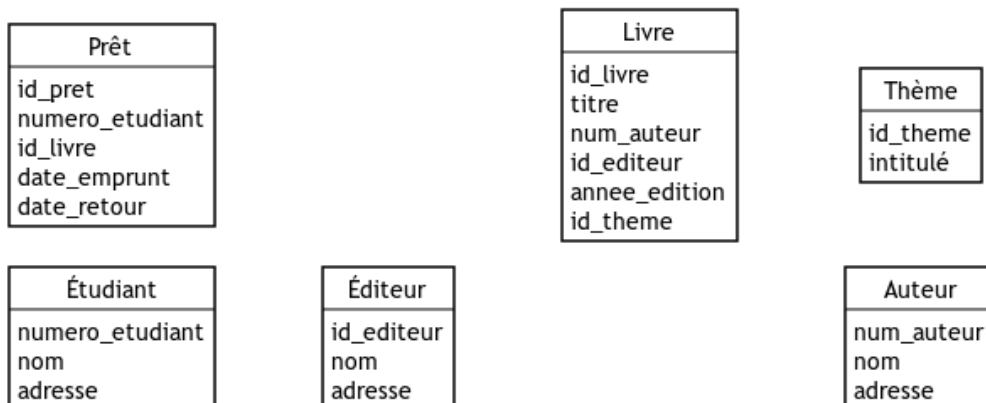 Prêt
id_pret
numero_etudiant
id_livre
date_emprunt
date_retour
Livre
id_livre
titre
num_auteur
id_editeur
annee_edition
id_theme
Thème
id_theme
intitulé
Étudiant
numero_etudiant
nom
adresse
Éditeur
id_editeur
nom
adresse
Auteur
num_auteur
nom
adresse